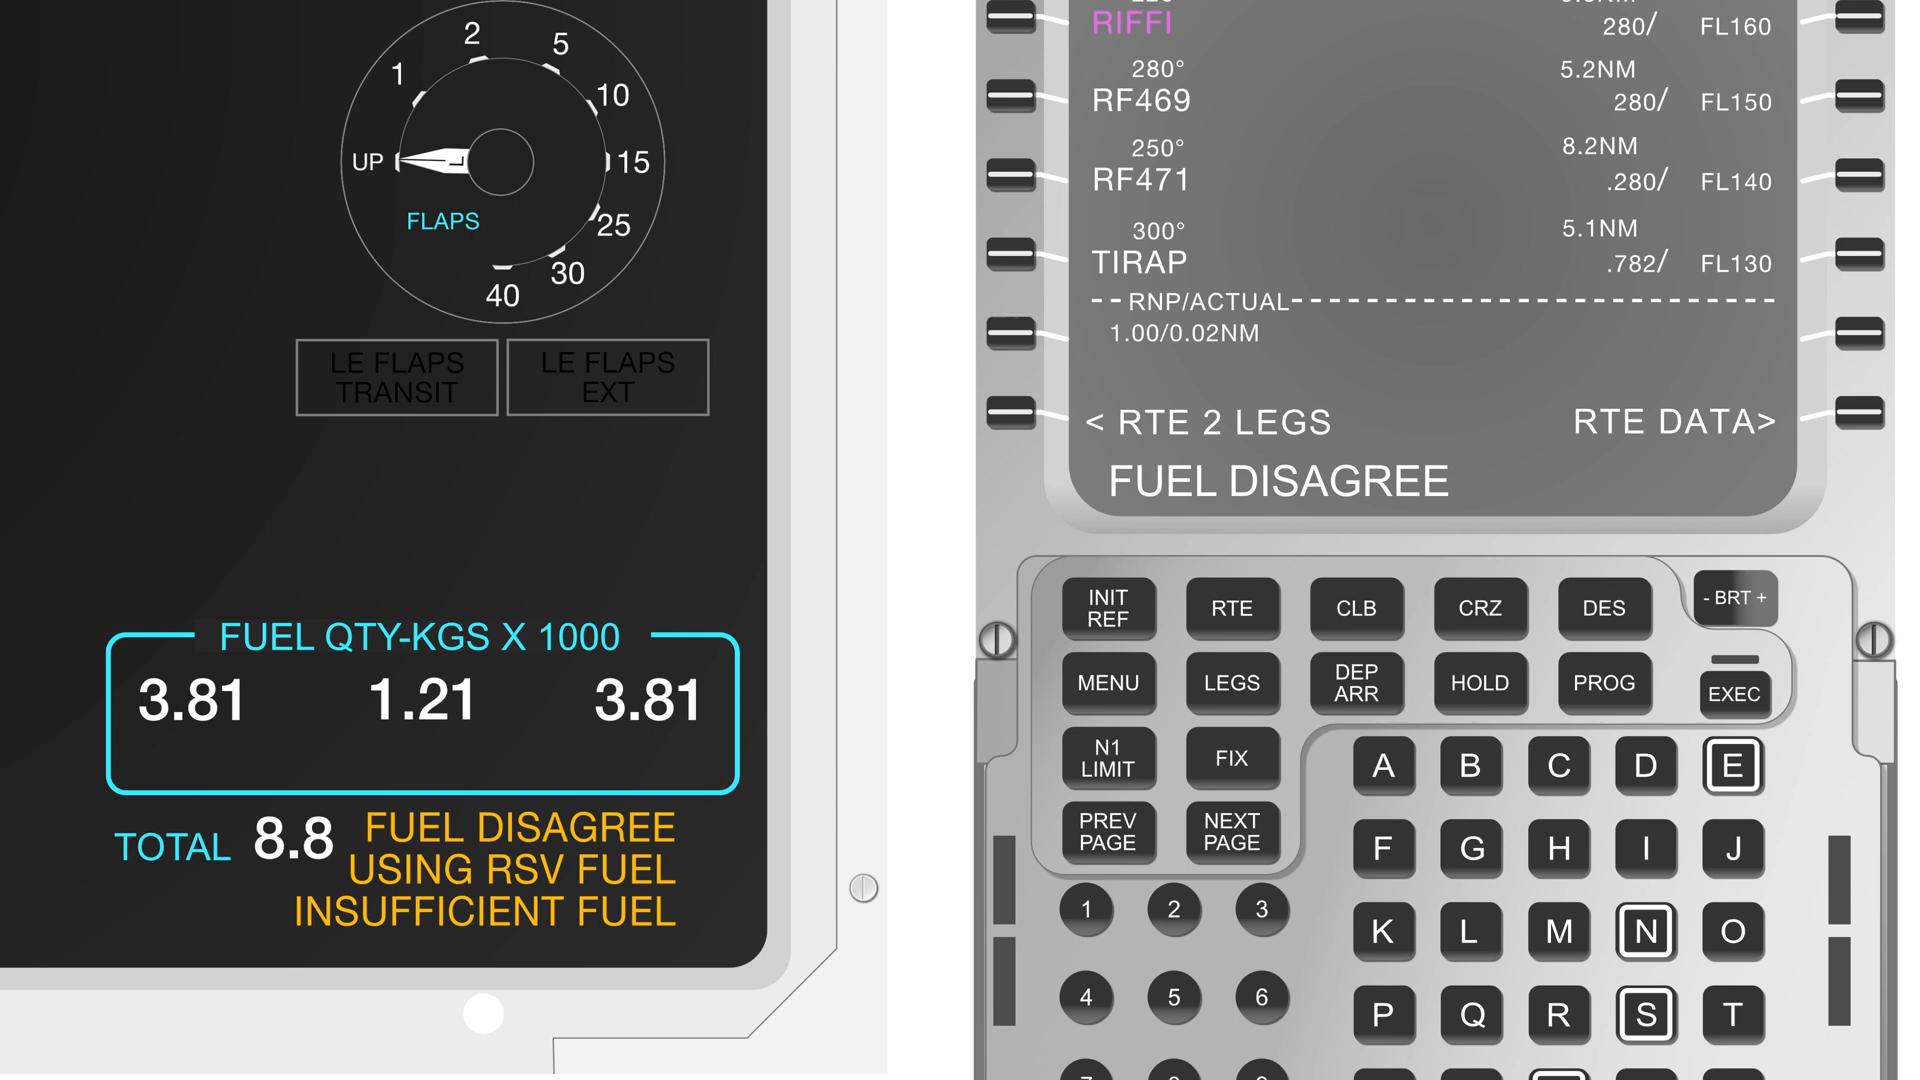 2
5
1
10
UP
15
FLAPS
25
30
40
LE FLAPS
TRANSIT
LE FLAPS
EXT
FUEL QTY-KGS X 1000
3.81 1.21 3.81
TOTAL 8.8
FUEL DISAGREE
USING RSV FUEL
INSUFFICIENT FUEL
RIFFI 280/ FL160
280° 5.2NM
RF469 280/ FL150
250° 8.2NM
RF471 .280/ FL140
300° 5.1NM
TIRAP .782/ FL130
-- RNP/ACTUAL --------------------
1.00/0.02NM
< RTE 2 LEGS RTE DATA>
FUEL DISAGREE
INIT
REF
RTE
CLB
CRZ
DES
- BRT +
MENU
LEGS
DEP
ARR
HOLD
PROG
EXEC
N1
LIMIT
FIX
PREV
PAGE
NEXT
PAGE
A B C D E
F G H I J
K L M N O
P Q R S T
1 2 3
4 5 6